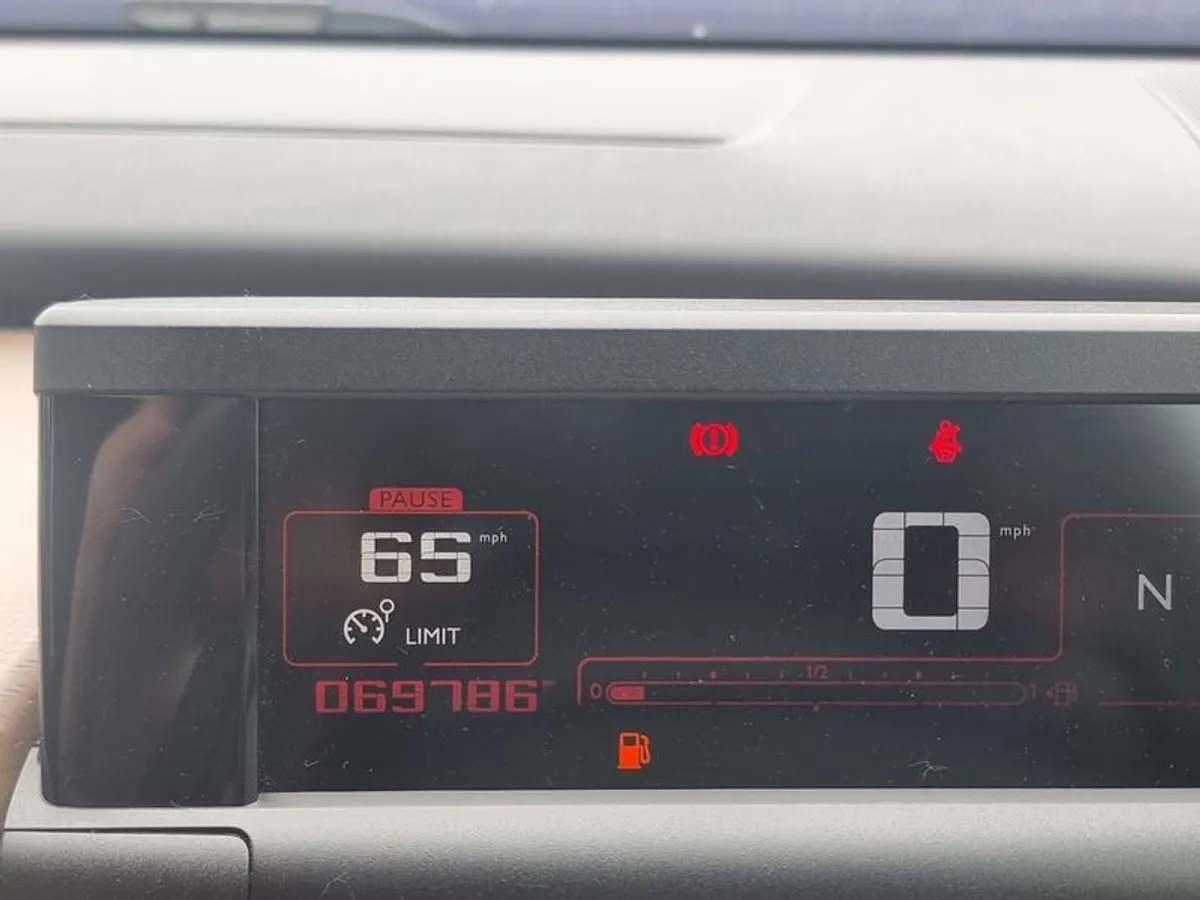 PAUSE
65 mph
LIMIT
0 mph
N
069786
1/2
0 1